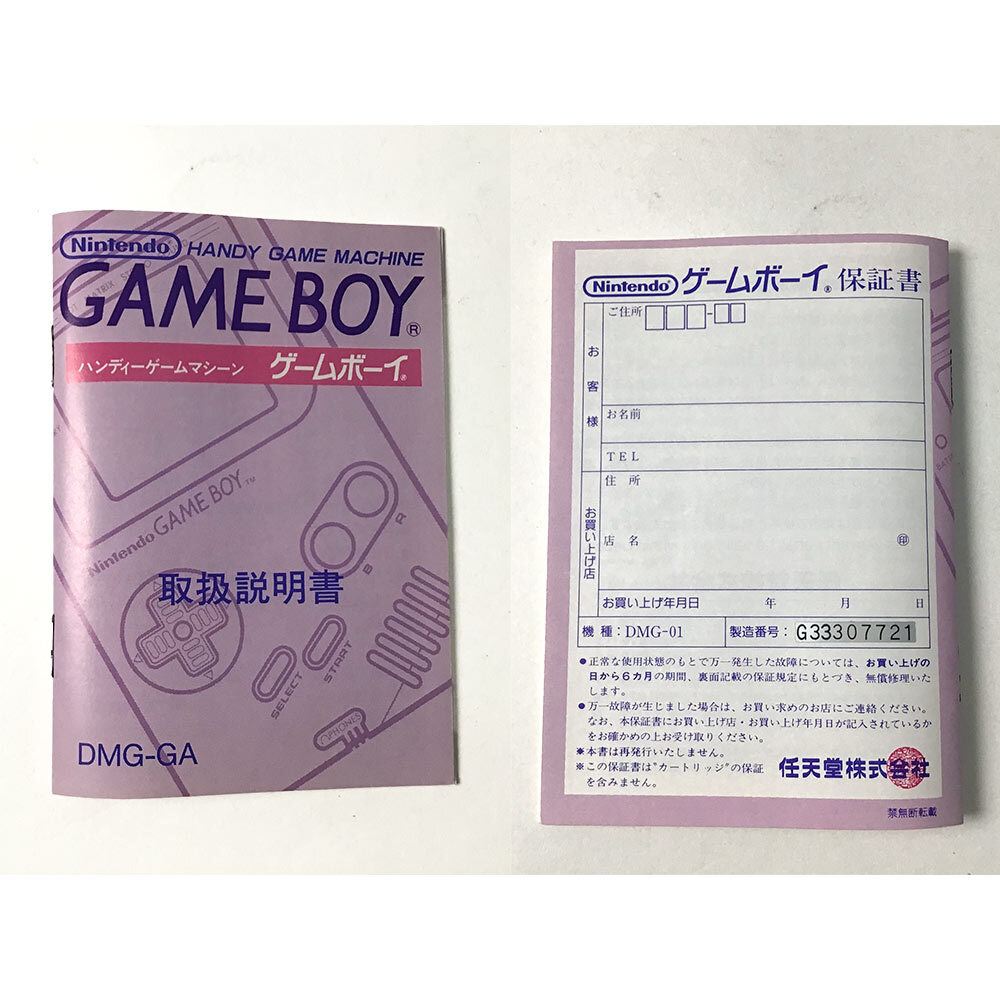 Nintendo HANDY GAME MACHINE
GAME BOY®
ハンディーゲームマシーン ゲームボーイ®
Nintendo GAME BOY™
A
B
取扱説明書
SELECT
START
PHONES
DMG-GA
Nintendo ゲームボーイ® 保証書
お客様
ご住所 -
お名前
TEL
お買い上げ店
住所
店名 ㊞
お買い上げ年月日 年 月 日
機種：DMG-01 製造番号：G33307721
●正常な使用状態のもとで万一発生した故障については、お買い上げの
日から6カ月の期間、裏面記載の保証規定にもとづき、無償修理いた
します。
●万一故障が生じました場合は、お買い求めのお店にご連絡ください。
なお、本保証書にお買い上げ店・お買い上げ年月日が記入されているか
をお確かめの上お受け取りください。
※本書は再発行いたしません。
※この保証書は"カートリッジ"の保証
を含みません。
任天堂株式会社
禁無断転載